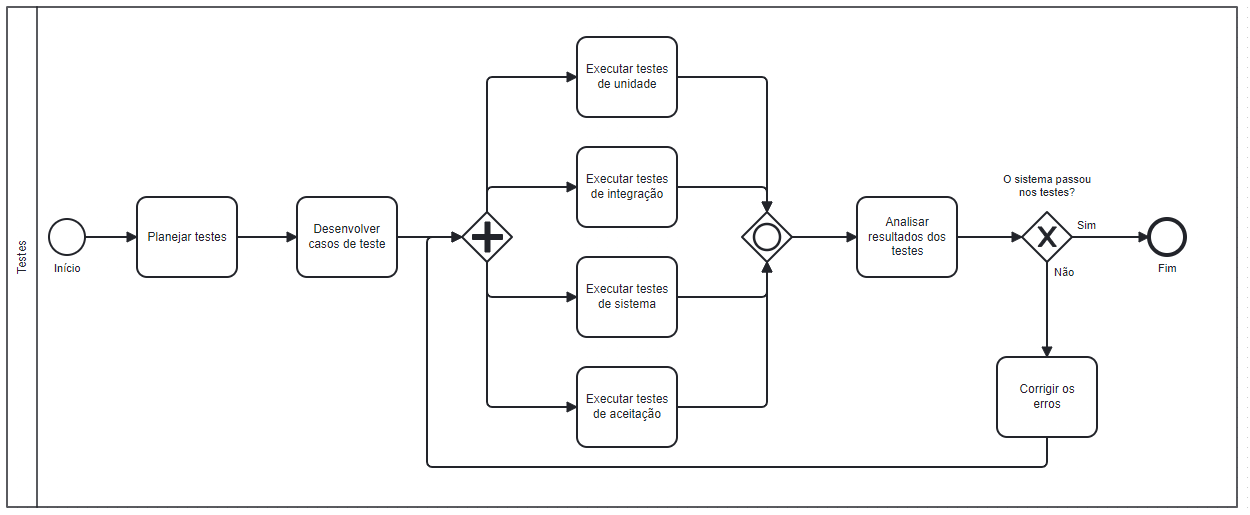 Testes
Início
Planejar testes
Desenvolver
casos de teste
Executar testes
de unidade
Executar testes
de integração
Executar testes
de sistema
Executar testes
de aceitação
Analisar
resultados dos
testes
O sistema passou
nos testes?
Sim
Não
Fim
Corrigir os
erros